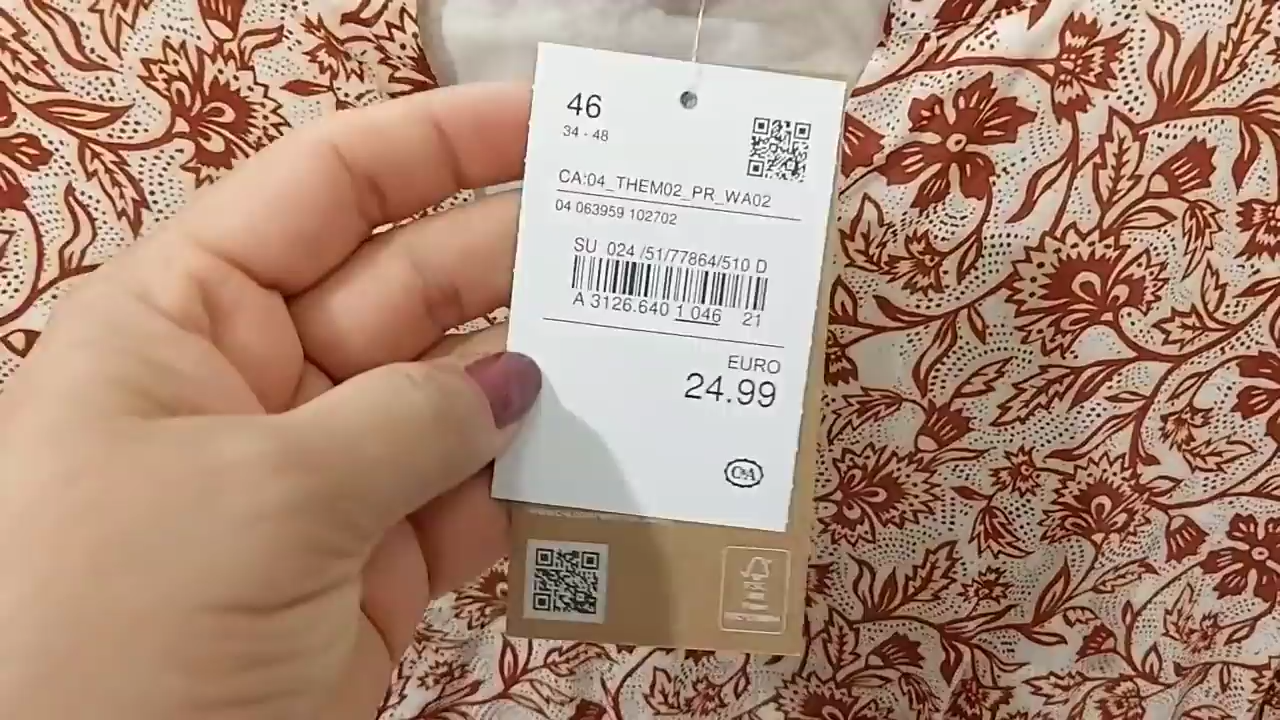 46
34 - 48
CA:04_THEM02_PR_WA02
04 063959 102702
SU 024 /51/77864/510 D
A 3126.640 1 046 21
EURO
24.99
C&A